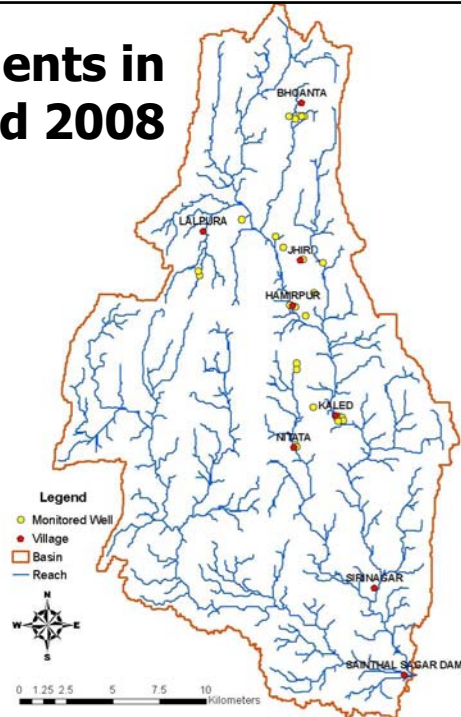 ents in
d 2008
BHOANTA
LALPURA
JHIRD
HAMIRPUR
KALED
NITATA
Legend
Monitored Well
Village
Basin
Reach
N
W E
S
SIRINAGAR
SAINTHAL SAGAR DAM
0 1.25 2.5 5 7.5 10
Kilometers